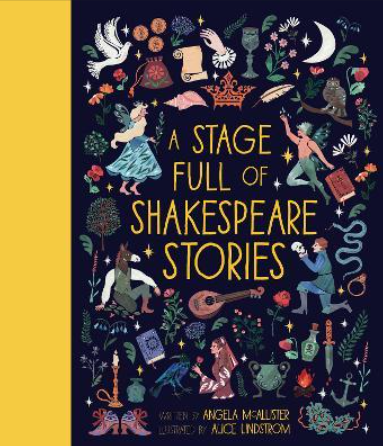 A STAGE
FULL OF
SHAKESPEARE
STORIES
WRITTEN BY ANGELA McALLISTER
ILLUSTRATED BY ALICE LINDSTROM